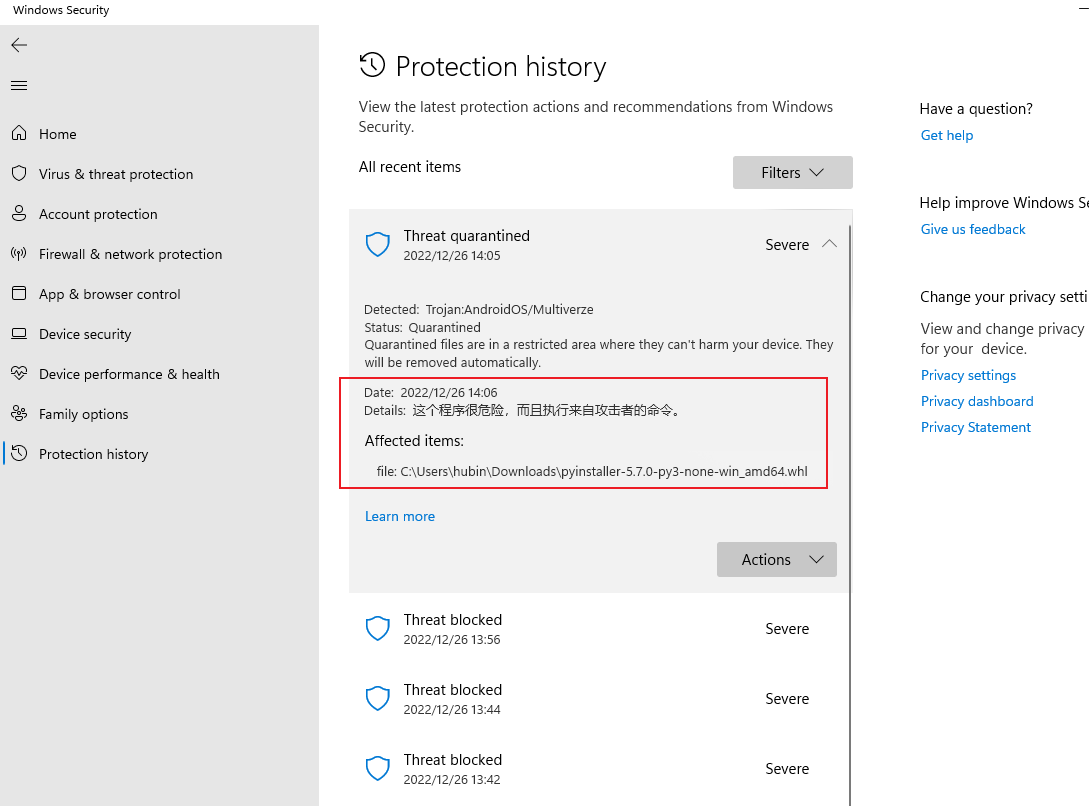 Windows Security
Home
Virus & threat protection
Account protection
Firewall & network protection
App & browser control
Device security
Device performance & health
Family options
Protection history
Protection history
View the latest protection actions and recommendations from Windows
Security.
All recent items
Filters
Threat quarantined
2022/12/26 14:05
Severe
Detected: Trojan:AndroidOS/Multiverze
Status: Quarantined
Quarantined files are in a restricted area where they can't harm your device. They
will be removed automatically.
Date: 2022/12/26 14:06
Details: 这个程序很危险，而且执行来自攻击者的命令。
Affected items:
file: C:\Users\hubin\Downloads\pyinstaller-5.7.0-py3-none-win_amd64.whl
Learn more
Actions
Threat blocked
2022/12/26 13:56
Severe
Threat blocked
2022/12/26 13:44
Severe
Threat blocked
2022/12/26 13:42
Severe
Have a question?
Get help
Help improve Windows Se
Give us feedback
Change your privacy setti
View and change privacy
for your device.
Privacy settings
Privacy dashboard
Privacy Statement